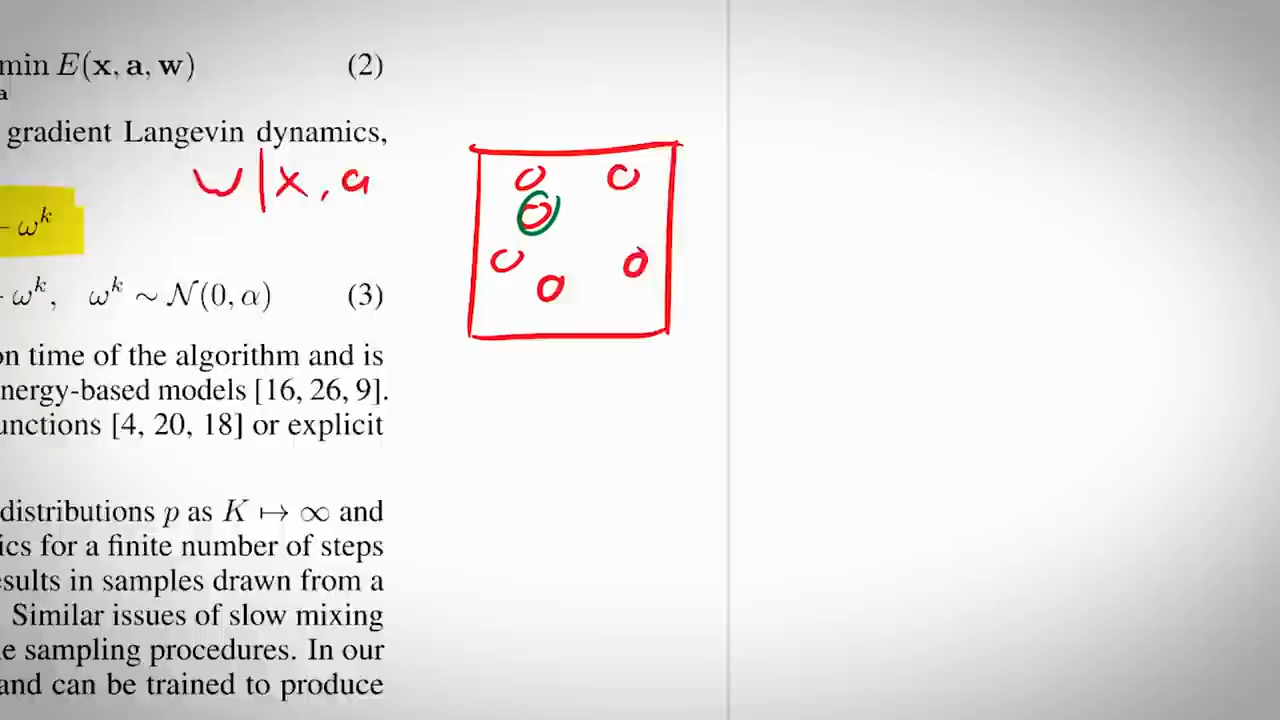 min E(x, a, w) (2)
a
gradient Langevin dynamics,
w | x, a
− ω^k
ω^k, ω^k ∼ N(0, α) (3)
on time of the algorithm and is
nergy-based models [16, 26, 9].
unctions [4, 20, 18] or explicit
distributions p as K ↦ ∞ and
ics for a finite number of steps
esults in samples drawn from a
. Similar issues of slow mixing
e sampling procedures. In our
and can be trained to produce